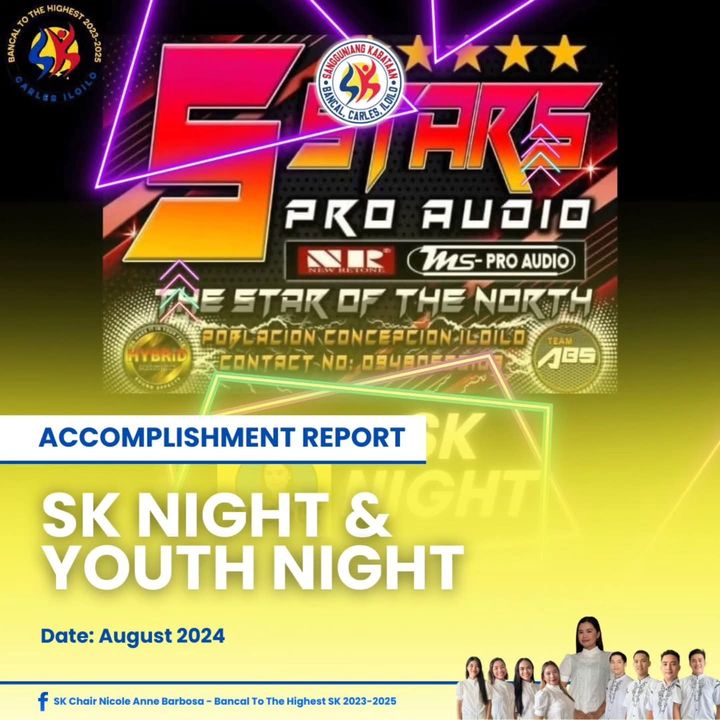 BANCAL TO THE HIGHEST 2023-2025
CARLES ILOILO
SANGGUNIANG KABATAAN
BANCAL, CARLES, ILOILO
5 STARS
PRO AUDIO
NR
NEW RETONE
TMS-PRO AUDIO
THE STAR OF THE NORTH
POBLACION CONCEPCION ILOILO
CONTACT NO:
HYBRID
TEAM
ABS
SK
NIGHT
ACCOMPLISHMENT REPORT
SK NIGHT &
YOUTH NIGHT
Date: August 2024
SK Chair Nicole Anne Barbosa - Bancal To The Highest SK 2023-2025